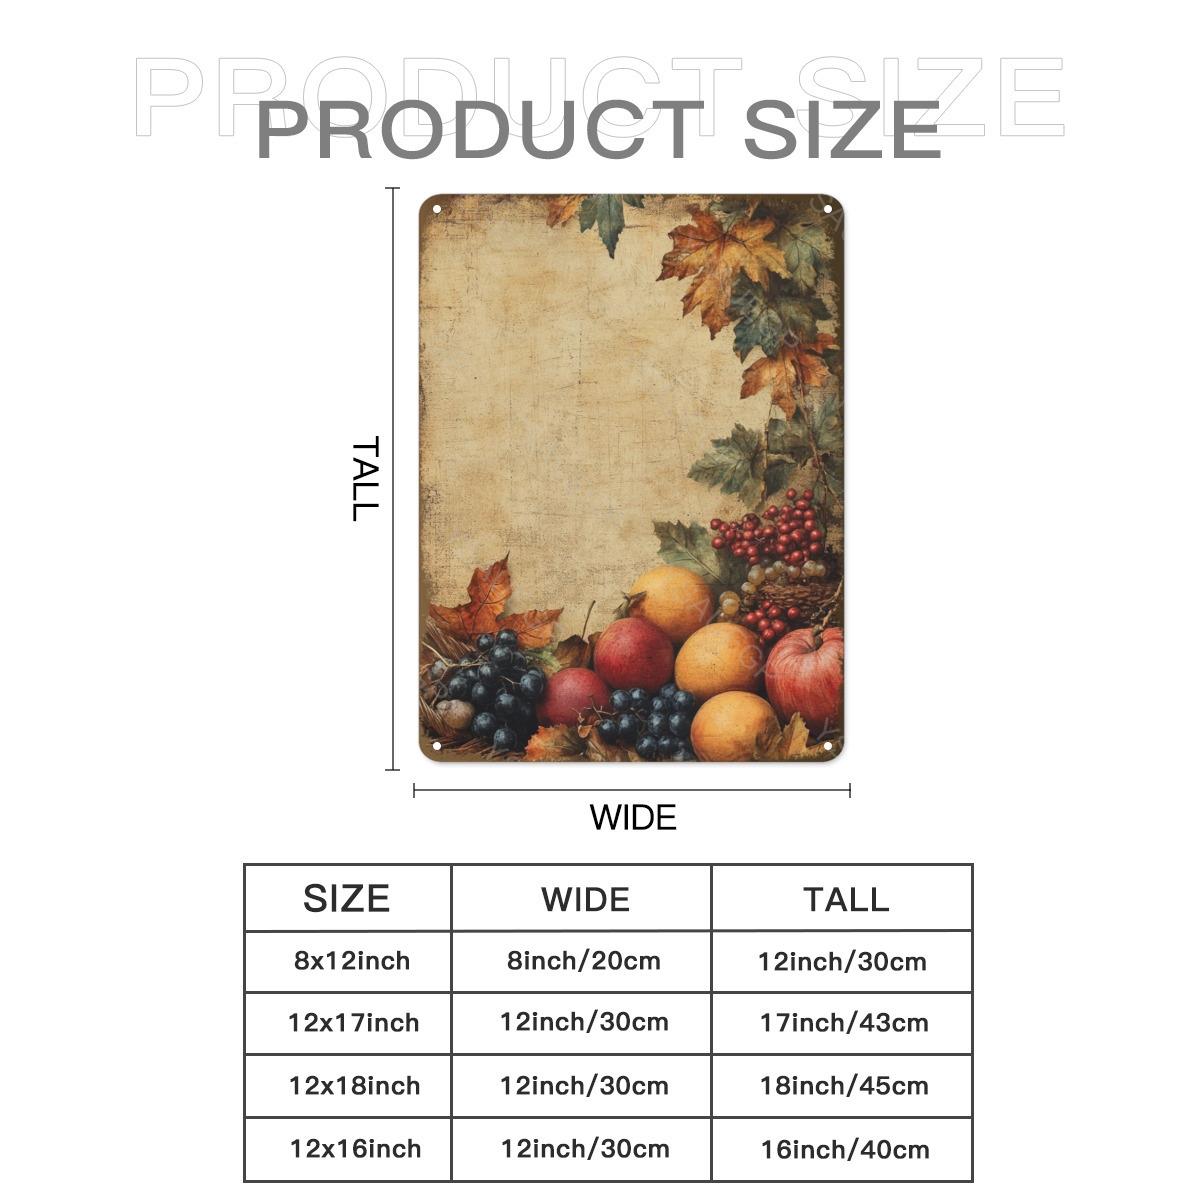 PRODUCT SIZE
PRODUCT SIZE
TALL
WIDE
SIZE WIDE TALL
8x12inch 8inch/20cm 12inch/30cm
12x17inch 12inch/30cm 17inch/43cm
12x18inch 12inch/30cm 18inch/45cm
12x16inch 12inch/30cm 16inch/40cm